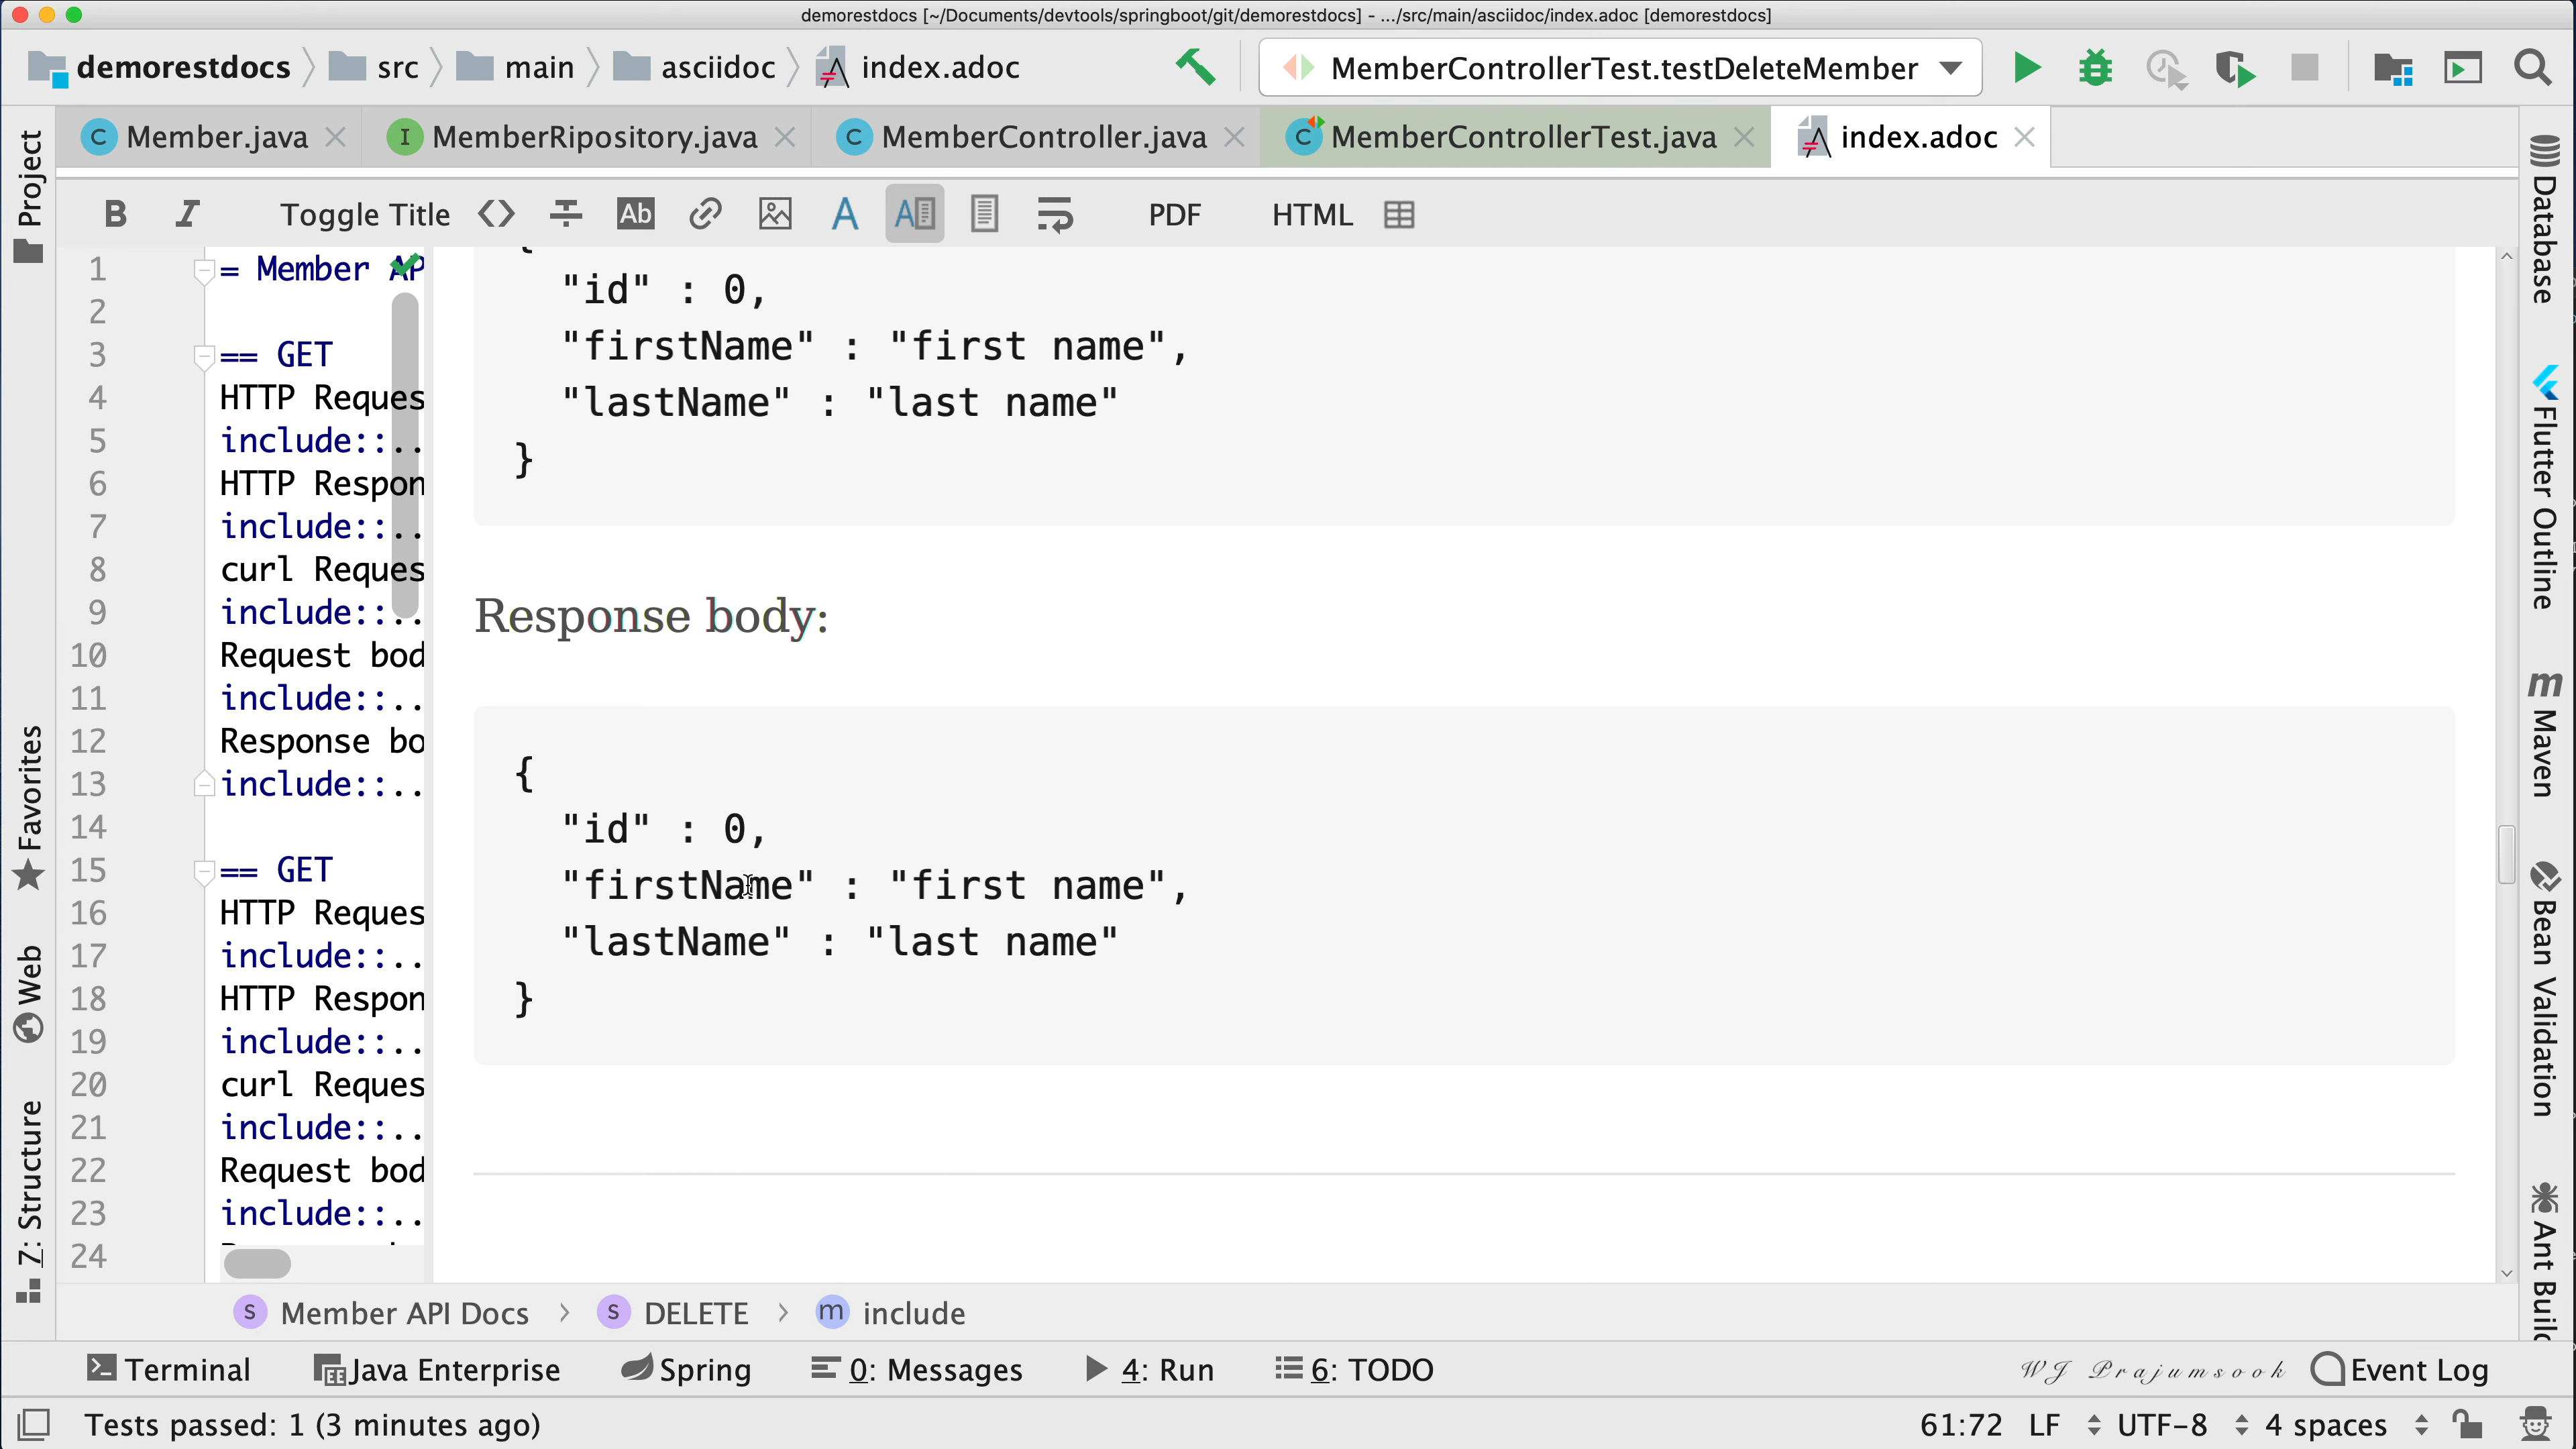 demorestdocs [~/Documents/devtools/springboot/git/demorestdocs] - .../src/main/asciidoc/index.adoc [demorestdocs]
demorestdocs src main asciidoc index.adoc
MemberControllerTest.testDeleteMember
Member.java
MemberRipository.java
MemberController.java
MemberControllerTest.java
index.adoc
B I Toggle Title <> Ab A A PDF HTML
Project
Favorites
Web
Z: Structure
1 = Member AP
2
3 == GET
4 HTTP Reques
5 include::..
6 HTTP Respon
7 include::..
8 curl Reques
9 include::..
10 Request bod
11 include::..
12 Response bo
13 include::..
14
15 == GET
16 HTTP Reques
17 include::..
18 HTTP Respon
19 include::..
20 curl Reques
21 include::..
22 Request bod
23 include::..
24
{
"id" : 0,
"firstName" : "first name",
"lastName" : "last name"
}
Response body:
{
"id" : 0,
"firstName" : "first name",
"lastName" : "last name"
}
Database
Flutter Outline
m Maven
Bean Validation
Ant Build
s Member API Docs > s DELETE > m include
Terminal
Java Enterprise
Spring
0: Messages
4: Run
6: TODO
WJ Prajumsook
Event Log
Tests passed: 1 (3 minutes ago)
61:72 LF UTF-8 4 spaces